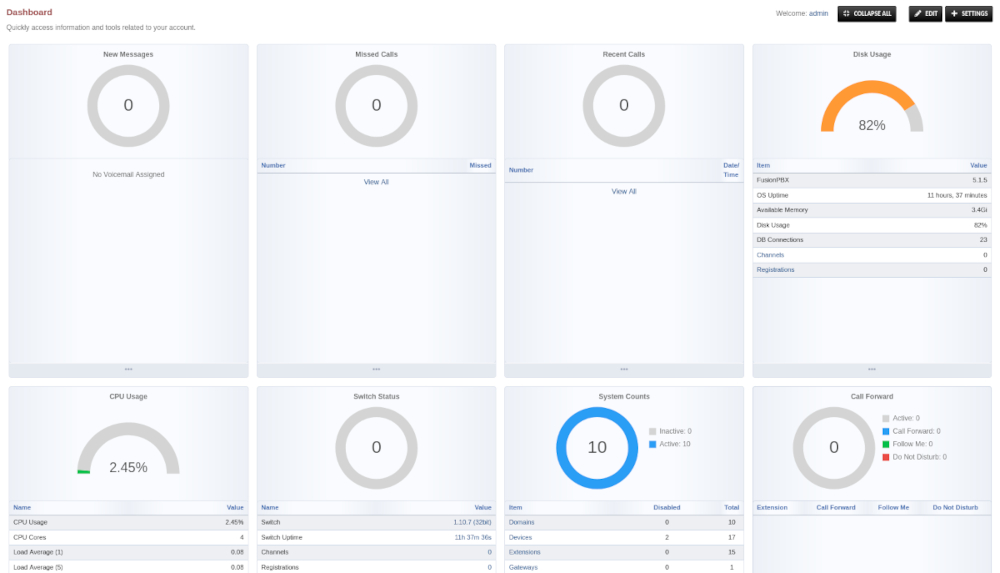 Dashboard
Welcome: admin
COLLAPSE ALL
EDIT
SETTINGS
Quickly access information and tools related to your account.
New Messages
0
No Voicemail Assigned
Missed Calls
0
Number Missed
View All
Recent Calls
0
Number Date/
Time
View All
Disk Usage
82%
Item Value
FusionPBX 5.1.5
OS Uptime 11 hours, 37 minutes
Available Memory 3.4Gi
Disk Usage 82%
DB Connections 23
Channels 0
Registrations 0
CPU Usage
2.45%
Name Value
CPU Usage 2.45%
CPU Cores 4
Load Average (1) 0.08
Load Average (5) 0.08
Switch Status
0
Name Value
Switch 1.10.7 (32bit)
Switch Uptime 11h 37m 36s
Channels 0
Registrations 0
System Counts
10
Inactive: 0
Active: 10
Item Disabled Total
Domains 0 10
Devices 2 17
Extensions 0 15
Gateways 0 1
Call Forward
0
Active: 0
Call Forward: 0
Follow Me: 0
Do Not Disturb: 0
Extension Call Forward Follow Me Do Not Disturb